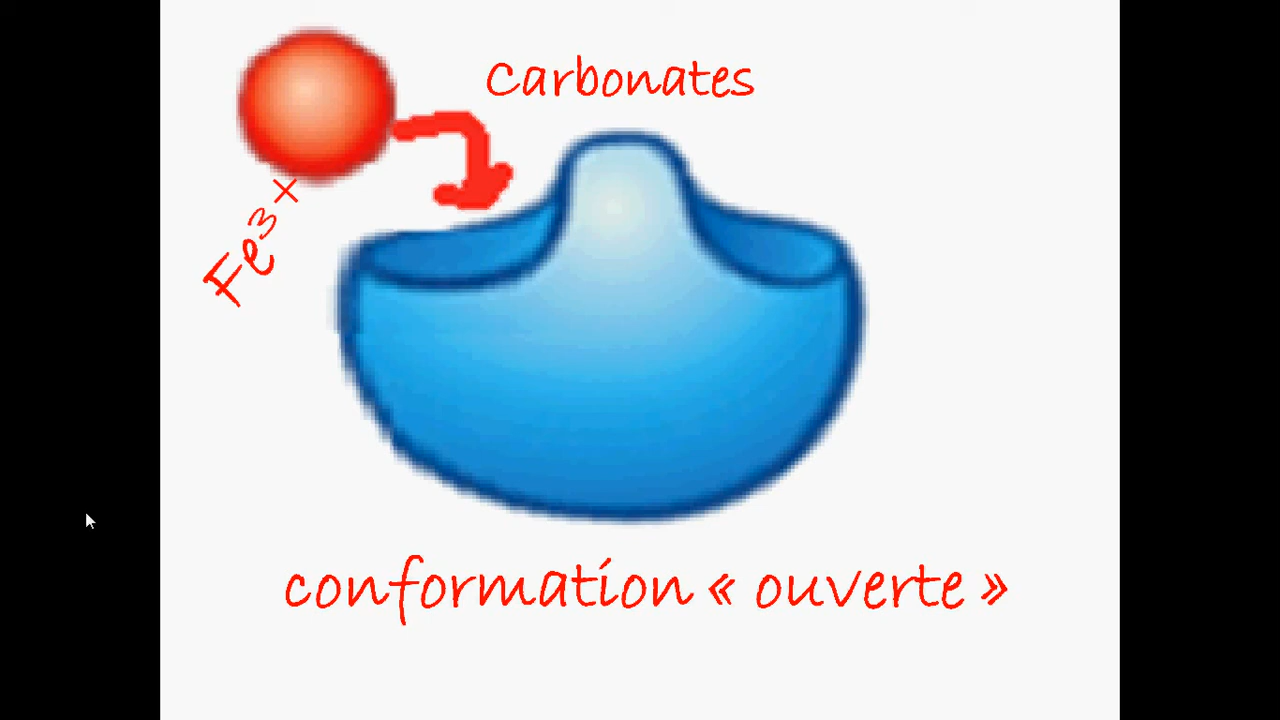 Carbonates
Fe³⁺
conformation « ouverte »